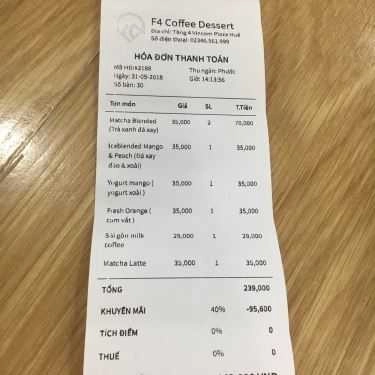 F4 Coffee Dessert
Địa chỉ: Tầng 4 Vincom Plaza Huế
Số điện thoại: 02346.561.999
HÓA ĐƠN THANH TOÁN
Mã HĐ:K2188 Thu ngân: Phước
Ngày: 31-05-2018 Giờ: 14:13:56
Số bàn: 30
Tên món Giá SL T.Tiền
Matcha Blended 35,000 2 70,000
(Trà xanh đá xay)
Iceblended Mango 35,000 1 35,000
& Peach (Đá xay
đào & xoài)
Yogurt mango ( 35,000 1 35,000
yogurt xoài )
Fresh Orange ( 35,000 1 35,000
cam vắt )
Sài gòn milk 29,000 1 29,000
coffee
Matcha Latte 35,000 1 35,000
TỔNG 239,000
KHUYẾN MÃI 40% -95,600
TÍCH ĐIỂM 0% 0
THUẾ 0% 0